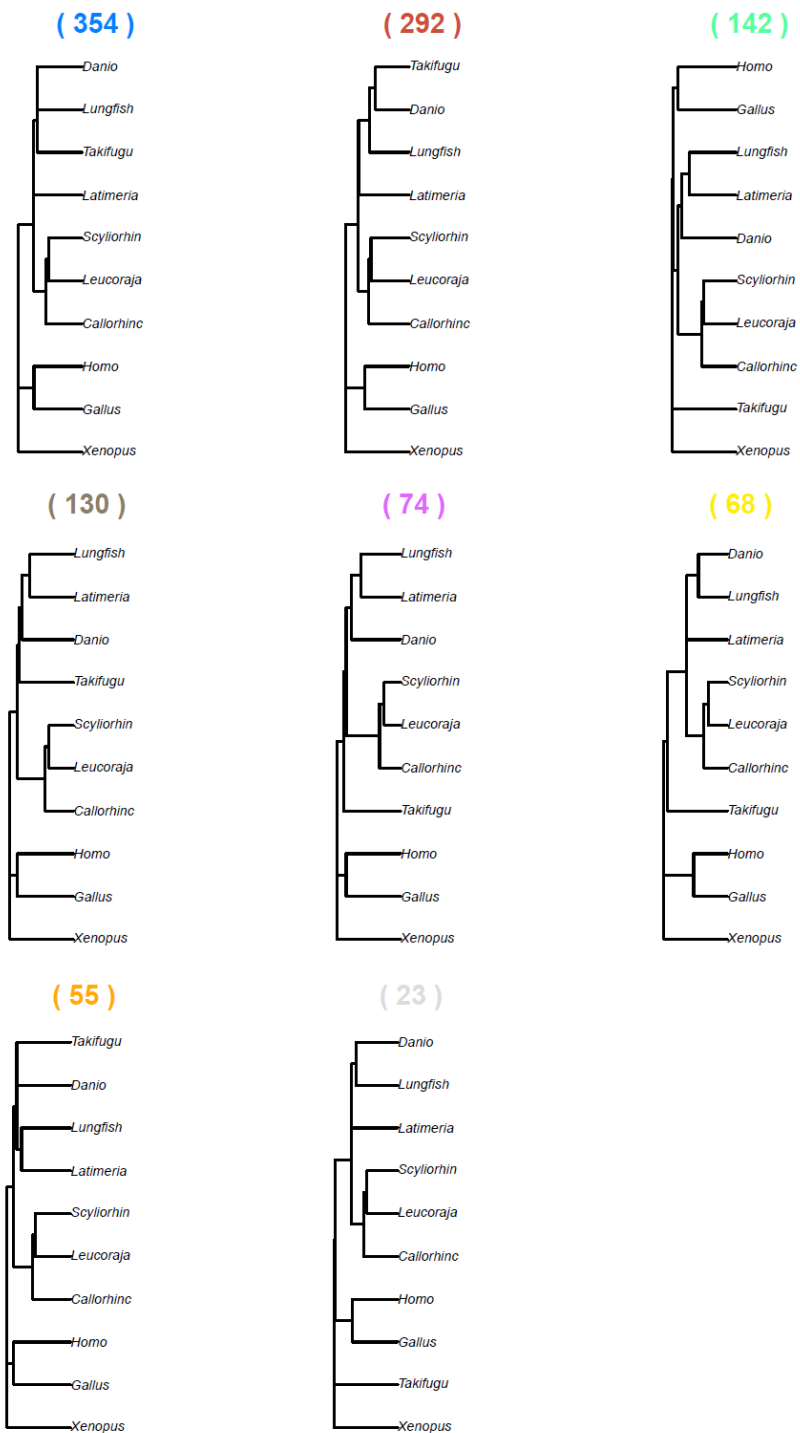 ( 354 )
Danio
Lungfish
Takifugu
Latimeria
Scyliorhin
Leucoraja
Callorhinc
Homo
Gallus
Xenopus
( 292 )
Takifugu
Danio
Lungfish
Latimeria
Scyliorhin
Leucoraja
Callorhinc
Homo
Gallus
Xenopus
( 142 )
Homo
Gallus
Lungfish
Latimeria
Danio
Scyliorhin
Leucoraja
Callorhinc
Takifugu
Xenopus
( 130 )
Lungfish
Latimeria
Danio
Takifugu
Scyliorhin
Leucoraja
Callorhinc
Homo
Gallus
Xenopus
( 74 )
Lungfish
Latimeria
Danio
Scyliorhin
Leucoraja
Callorhinc
Takifugu
Homo
Gallus
Xenopus
( 68 )
Danio
Lungfish
Latimeria
Scyliorhin
Leucoraja
Callorhinc
Takifugu
Homo
Gallus
Xenopus
( 55 )
Takifugu
Danio
Lungfish
Latimeria
Scyliorhin
Leucoraja
Callorhinc
Homo
Gallus
Xenopus
( 23 )
Danio
Lungfish
Latimeria
Scyliorhin
Leucoraja
Callorhinc
Homo
Gallus
Takifugu
Xenopus